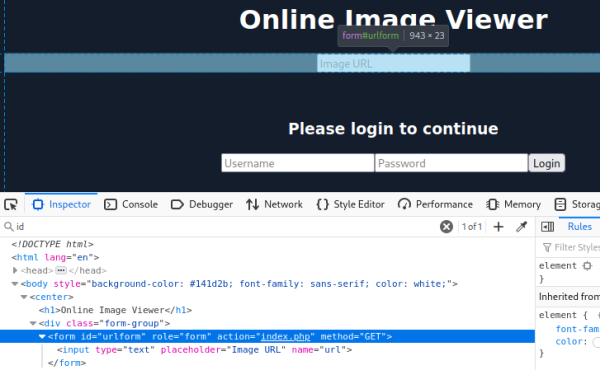 Online Image Viewer
form#urlform | 943 × 23
Image URL
Please login to continue
Username Password Login
Inspector Console Debugger Network {} Style Editor Performance Memory Storag
id 1 of 1 + Rules
<!DOCTYPE html> Filter Styles
<html lang="en"> element {
<head> ••• </head> }
<body style="background-color: #141d2b; font-family: sans-serif; color: white;"> Inherited from
<center> element {
<h1>Online Image Viewer</h1> font-fam
<div class="form-group"> color:
<form id="urlform" role="form" action="index.php" method="GET"> }
<input type="text" placeholder="Image URL" name="url">
</form>